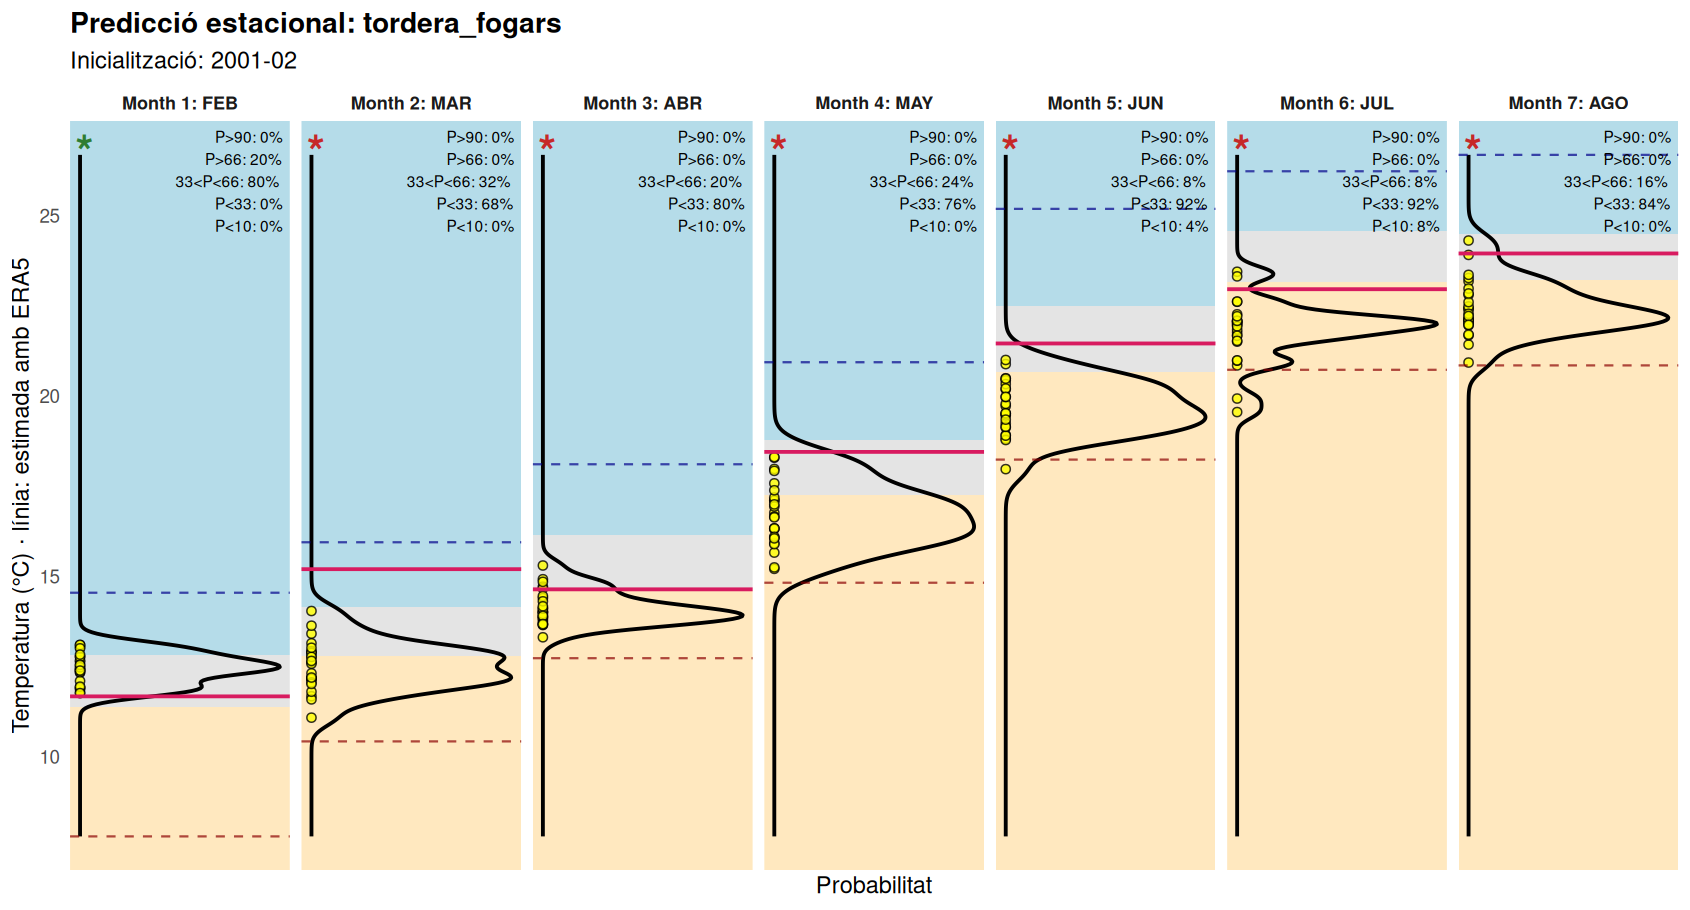 Predicció estacional: tordera_fogars
Inicialització: 2001-02
Month 1: FEB
Month 2: MAR
Month 3: ABR
Month 4: MAY
Month 5: JUN
Month 6: JUL
Month 7: AGO
*
P>90: 0%
P>66: 20%
33<P<66: 80%
P<33: 0%
P<10: 0%
*
P>90: 0%
P>66: 0%
33<P<66: 32%
P<33: 68%
P<10: 0%
*
P>90: 0%
P>66: 0%
33<P<66: 20%
P<33: 80%
P<10: 0%
*
P>90: 0%
P>66: 0%
33<P<66: 24%
P<33: 76%
P<10: 0%
*
P>90: 0%
P>66: 0%
33<P<66: 8%
P<33: 92%
P<10: 4%
*
P>90: 0%
P>66: 0%
33<P<66: 8%
P<33: 92%
P<10: 8%
*
P>90: 0%
P>66: 0%
33<P<66: 16%
P<33: 84%
P<10: 0%
25
20
15
10
Temperatura (°C) · línia: estimada amb ERA5
Probabilitat